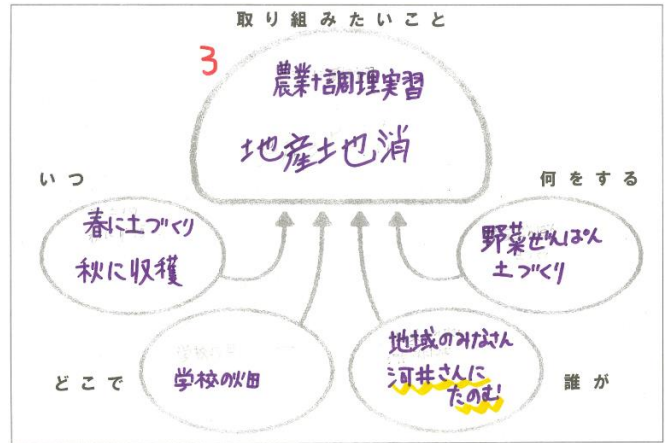 取り組みたいこと
3
農業+調理実習
地産地消
いつ
春に土づくり
秋に収穫
何をする
野菜ぜんぱん
土づくり
どこで
学校の畑
誰が
地域のみなさん
河井さんに
たのむ